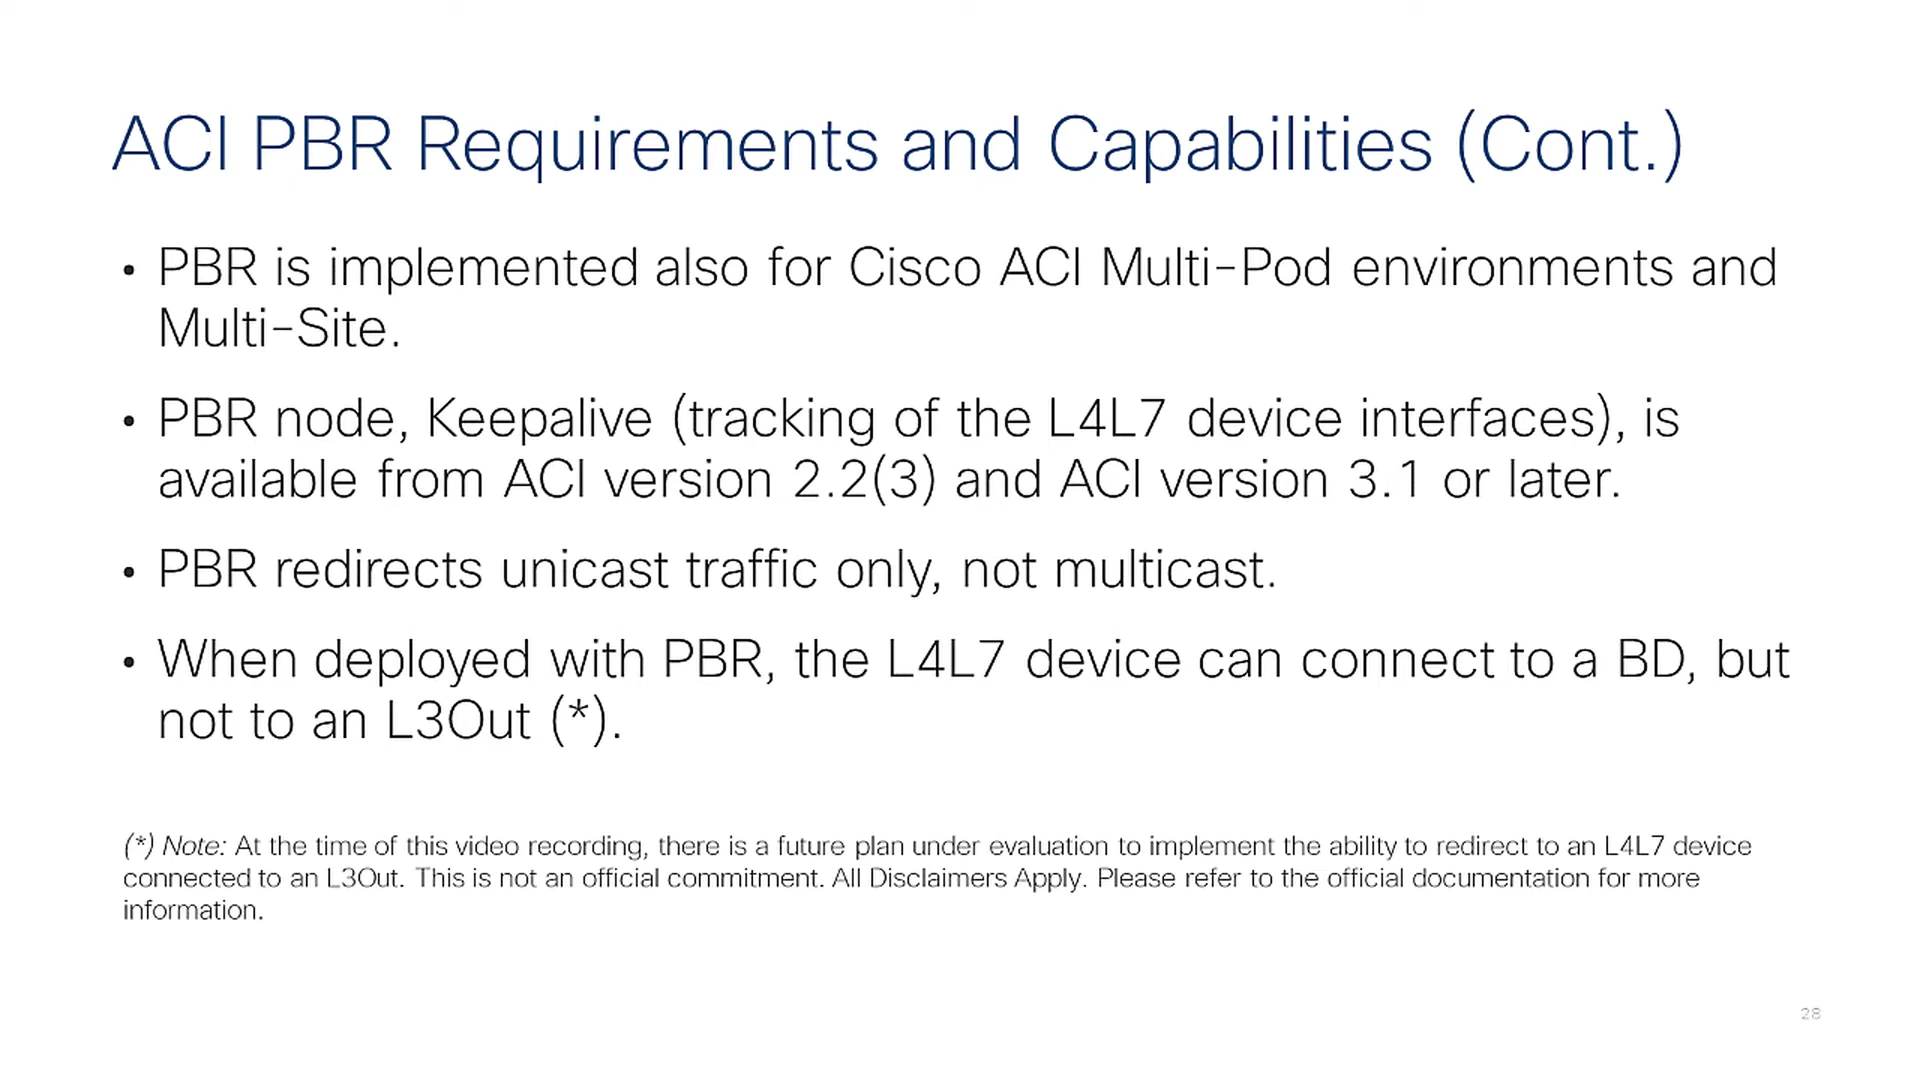 ACI PBR Requirements and Capabilities (Cont.)
• PBR is implemented also for Cisco ACI Multi-Pod environments and
Multi-Site.
• PBR node, Keepalive (tracking of the L4L7 device interfaces), is
available from ACI version 2.2(3) and ACI version 3.1 or later.
• PBR redirects unicast traffic only, not multicast.
• When deployed with PBR, the L4L7 device can connect to a BD, but
not to an L3Out (*).
(*) Note: At the time of this video recording, there is a future plan under evaluation to implement the ability to redirect to an L4L7 device
connected to an L3Out. This is not an official commitment. All Disclaimers Apply. Please refer to the official documentation for more
information.
28